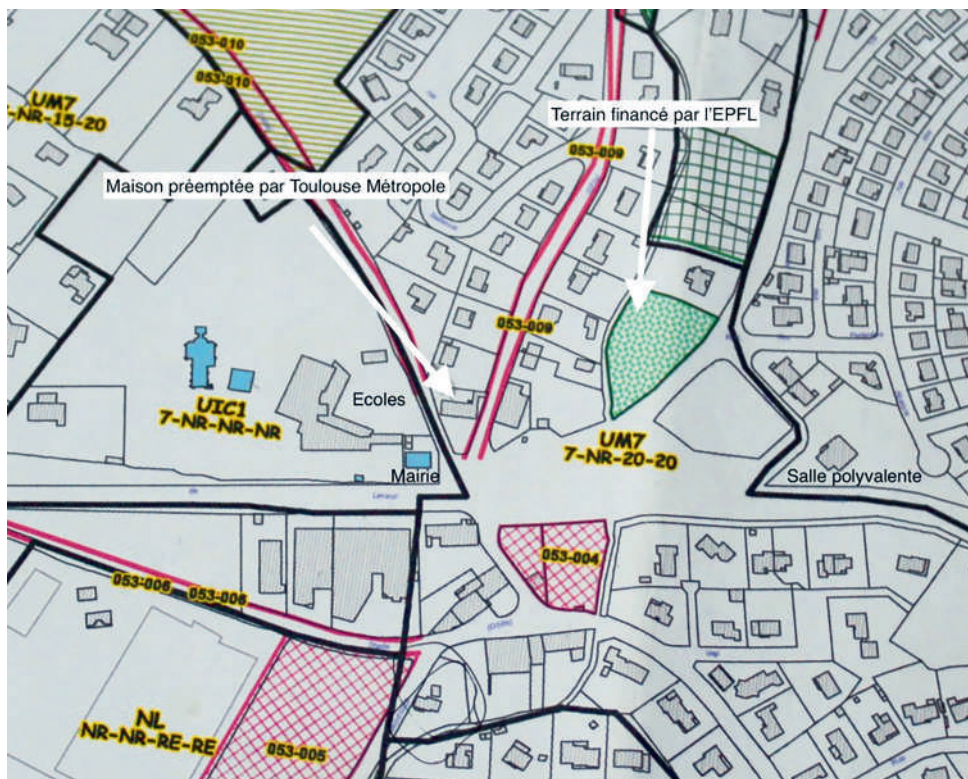 053-010
053-010
UM7
-NR-15-20
Terrain financé par l'EPFL
053-009
Maison préemptée par Toulouse Métropole
053-009
UIC1
7-NR-NR-NR
Ecoles
UM7
7-NR-20-20
Mairie
Salle polyvalente
053-004
053-006
053-006
NL
NR-NR-RE-RE
053-005